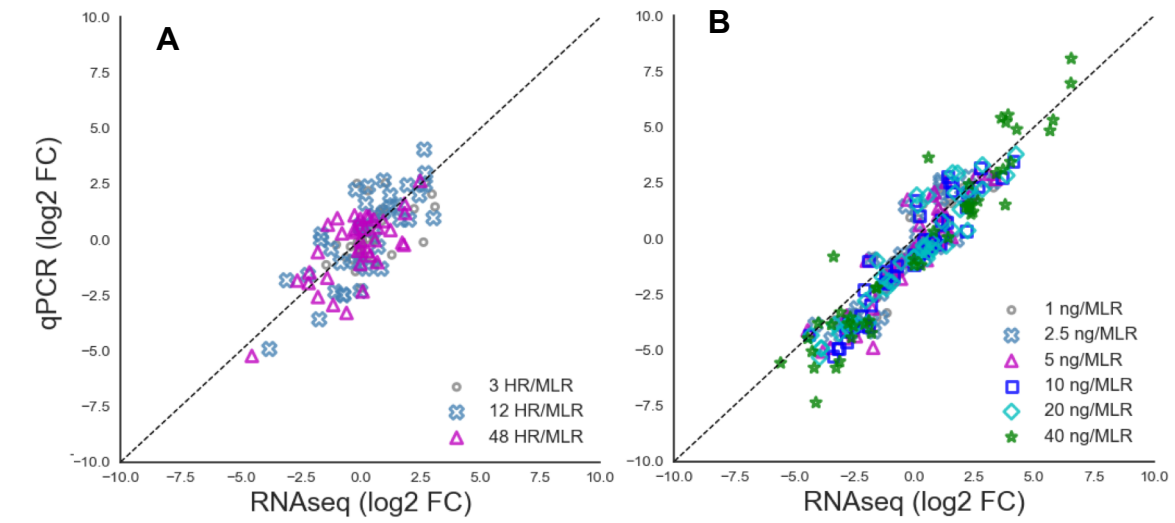 A
10.0
7.5
5.0
2.5
0.0
−2.5
−5.0
−7.5
−10.0
qPCR (log2 FC)
3 HR/MLR
12 HR/MLR
48 HR/MLR
−10.0 −7.5 −5.0 −2.5 0.0 2.5 5.0 7.5 10.0
RNAseq (log2 FC)
B
10.0
7.5
5.0
2.5
0.0
−2.5
−5.0
−7.5
−10.0
1 ng/MLR
2.5 ng/MLR
5 ng/MLR
10 ng/MLR
20 ng/MLR
40 ng/MLR
−10.0 −7.5 −5.0 −2.5 0.0 2.5 5.0 7.5 10.0
RNAseq (log2 FC)